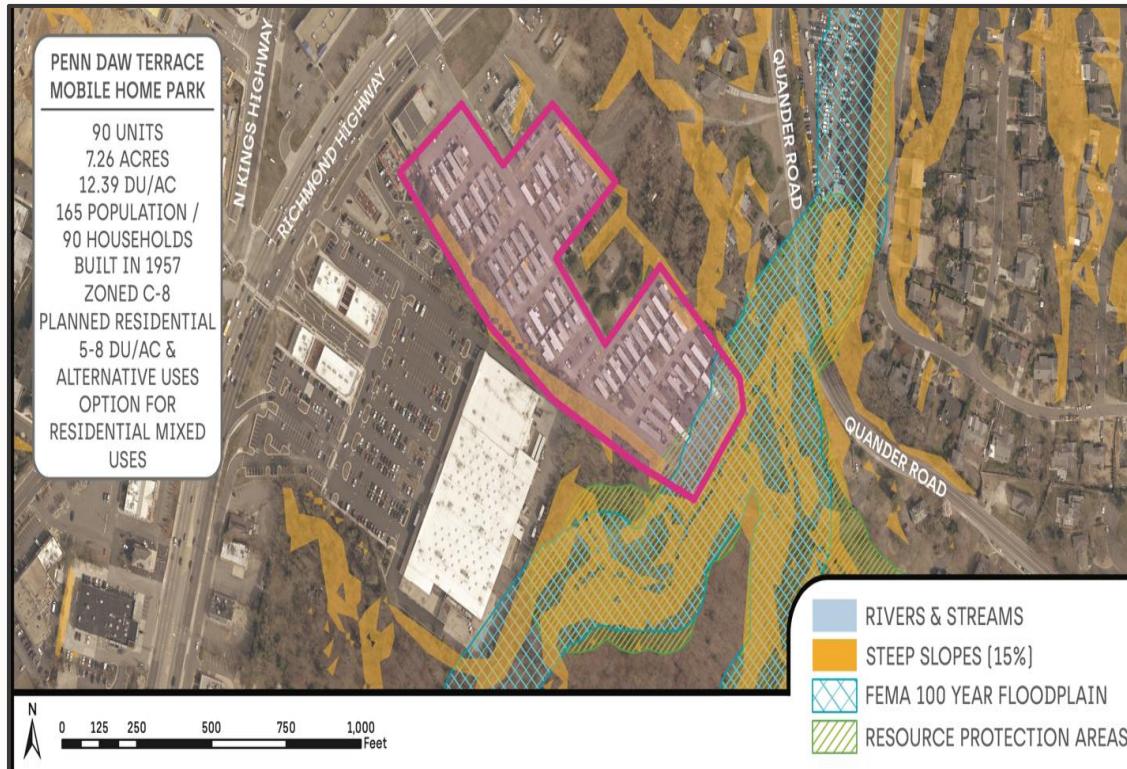 PENN DAW TERRACE
MOBILE HOME PARK
90 UNITS
7.26 ACRES
12.39 DU/AC
165 POPULATION /
90 HOUSEHOLDS
BUILT IN 1957
ZONED C-8
PLANNED RESIDENTIAL
5-8 DU/AC &
ALTERNATIVE USES
OPTION FOR
RESIDENTIAL MIXED
USES
N KINGS HIGHWAY
RICHMOND HIGHWAY
QUANDER ROAD
QUANDER ROAD
RIVERS & STREAMS
STEEP SLOPES (15%)
FEMA 100 YEAR FLOODPLAIN
RESOURCE PROTECTION AREAS
N
0 125 250 500 750 1,000
Feet